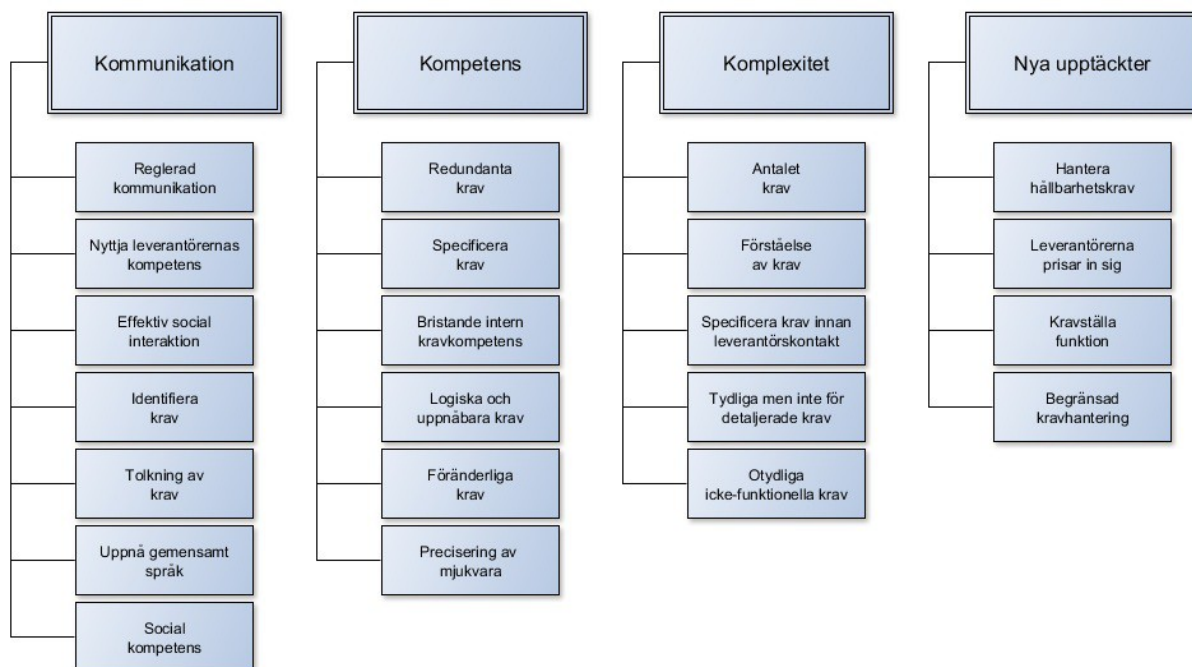 Kommunikation
Reglerad
kommunikation
Nyttja leverantörernas
kompetens
Effektiv social
interaktion
Identifiera
krav
Tolkning av
krav
Uppnå gemensamt
språk
Social
kompetens
Kompetens
Redundanta
krav
Specificera
krav
Bristande intern
kravkompetens
Logiska och
uppnåbara krav
Föränderliga
krav
Precisering av
mjukvara
Komplexitet
Antalet
krav
Förståelse
av krav
Specificera krav innan
leverantörskontakt
Tydliga men inte för
detaljerade krav
Otydliga
icke-funktionella krav
Nya upptäckter
Hantera
hållbarhetskrav
Leverantörerna
prisar in sig
Kravställa
funktion
Begränsad
kravhantering